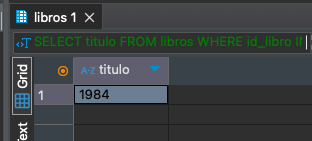 libros 1
SELECT titulo FROM libros WHERE id_libro
Grid
A-Z titulo
1
1984
Text